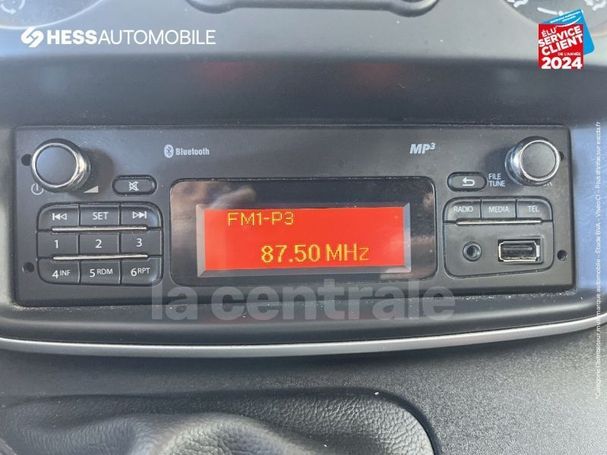 HESSAUTOMOBILE
ÉLU
SERVICE
CLIENT
DE L'ANNÉE
2024
Bluetooth
MP3
FILE
TUNE
OK
SET
RADIO
MEDIA
TEL
1
2
3
4 INF
5 RDM
6 RPT
FM1-P3
87.50 MHz
la centrale